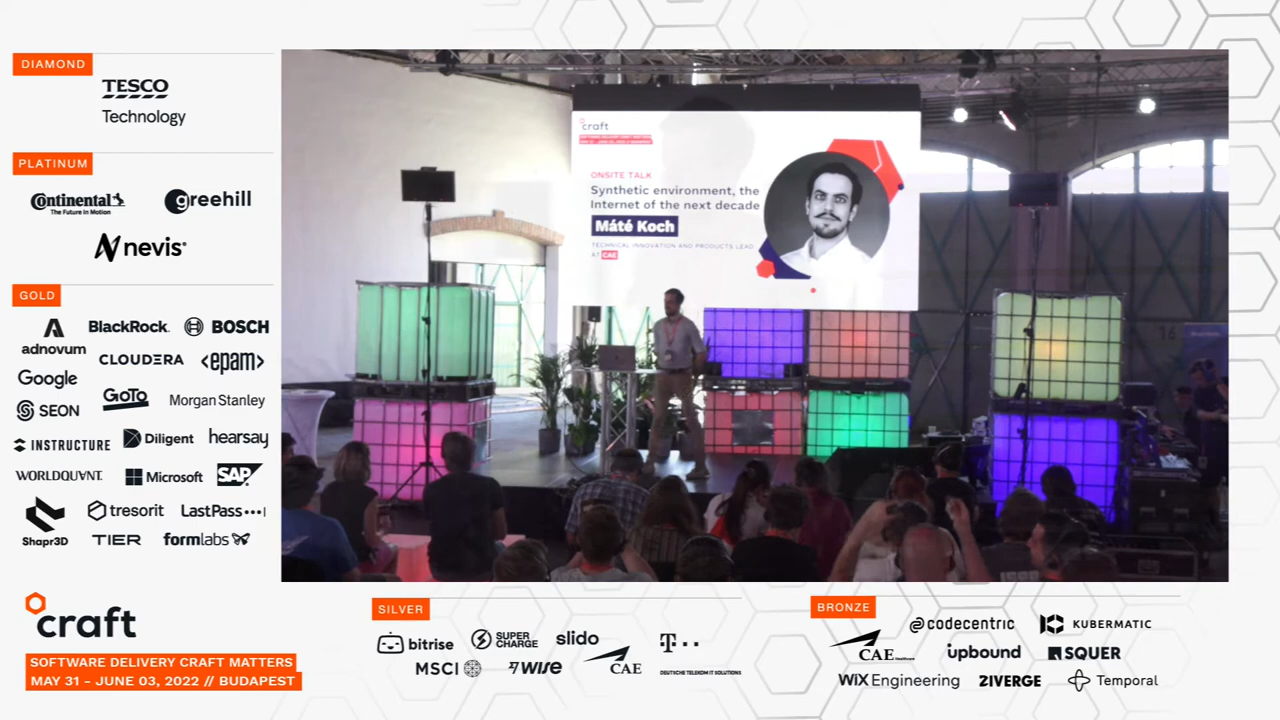 DIAMOND
TESCO
Technology
PLATINUM
Continental
The Future in Motion
greehill
nevis
GOLD
adnovum
BlackRock.
BOSCH
CLOUDERA
<epam>
Google
SEON
GoTo
Morgan Stanley
INSTRUCTURE
Diligent
hearsay
WORLDQUANT
Microsoft
SAP
Shapr3D
tresorit
LastPass
TIER
formlabs
craft
SOFTWARE DELIVERY CRAFT MATTERS
MAY 31 - JUNE 03, 2022 // BUDAPEST
craft
ONSITE TALK
Synthetic environment, the
Internet of the next decade
Máté Koch
TECHNICAL INNOVATION AND PRODUCTS LEAD
AT CAE
16
SILVER
bitrise
SUPER
CHARGE
slido
T
MSCI
WISE
CAE
DEUTSCHE TELEKOM IT SOLUTIONS
BRONZE
CAE
Healthcare
codecentric
KUBERMATIC
upbound
SQUER
WiX Engineering
ZIVERGE
Temporal